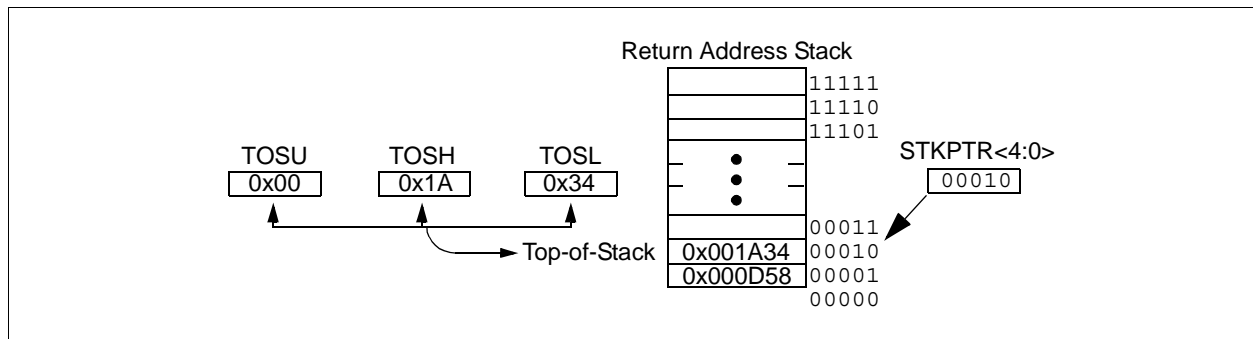 Return Address Stack
11111
11110
11101
TOSU TOSH TOSL STKPTR<4:0>
0x00 0x1A 0x34 00010
00011
Top-of-Stack 0x001A34 00010
0x000D58 00001
00000